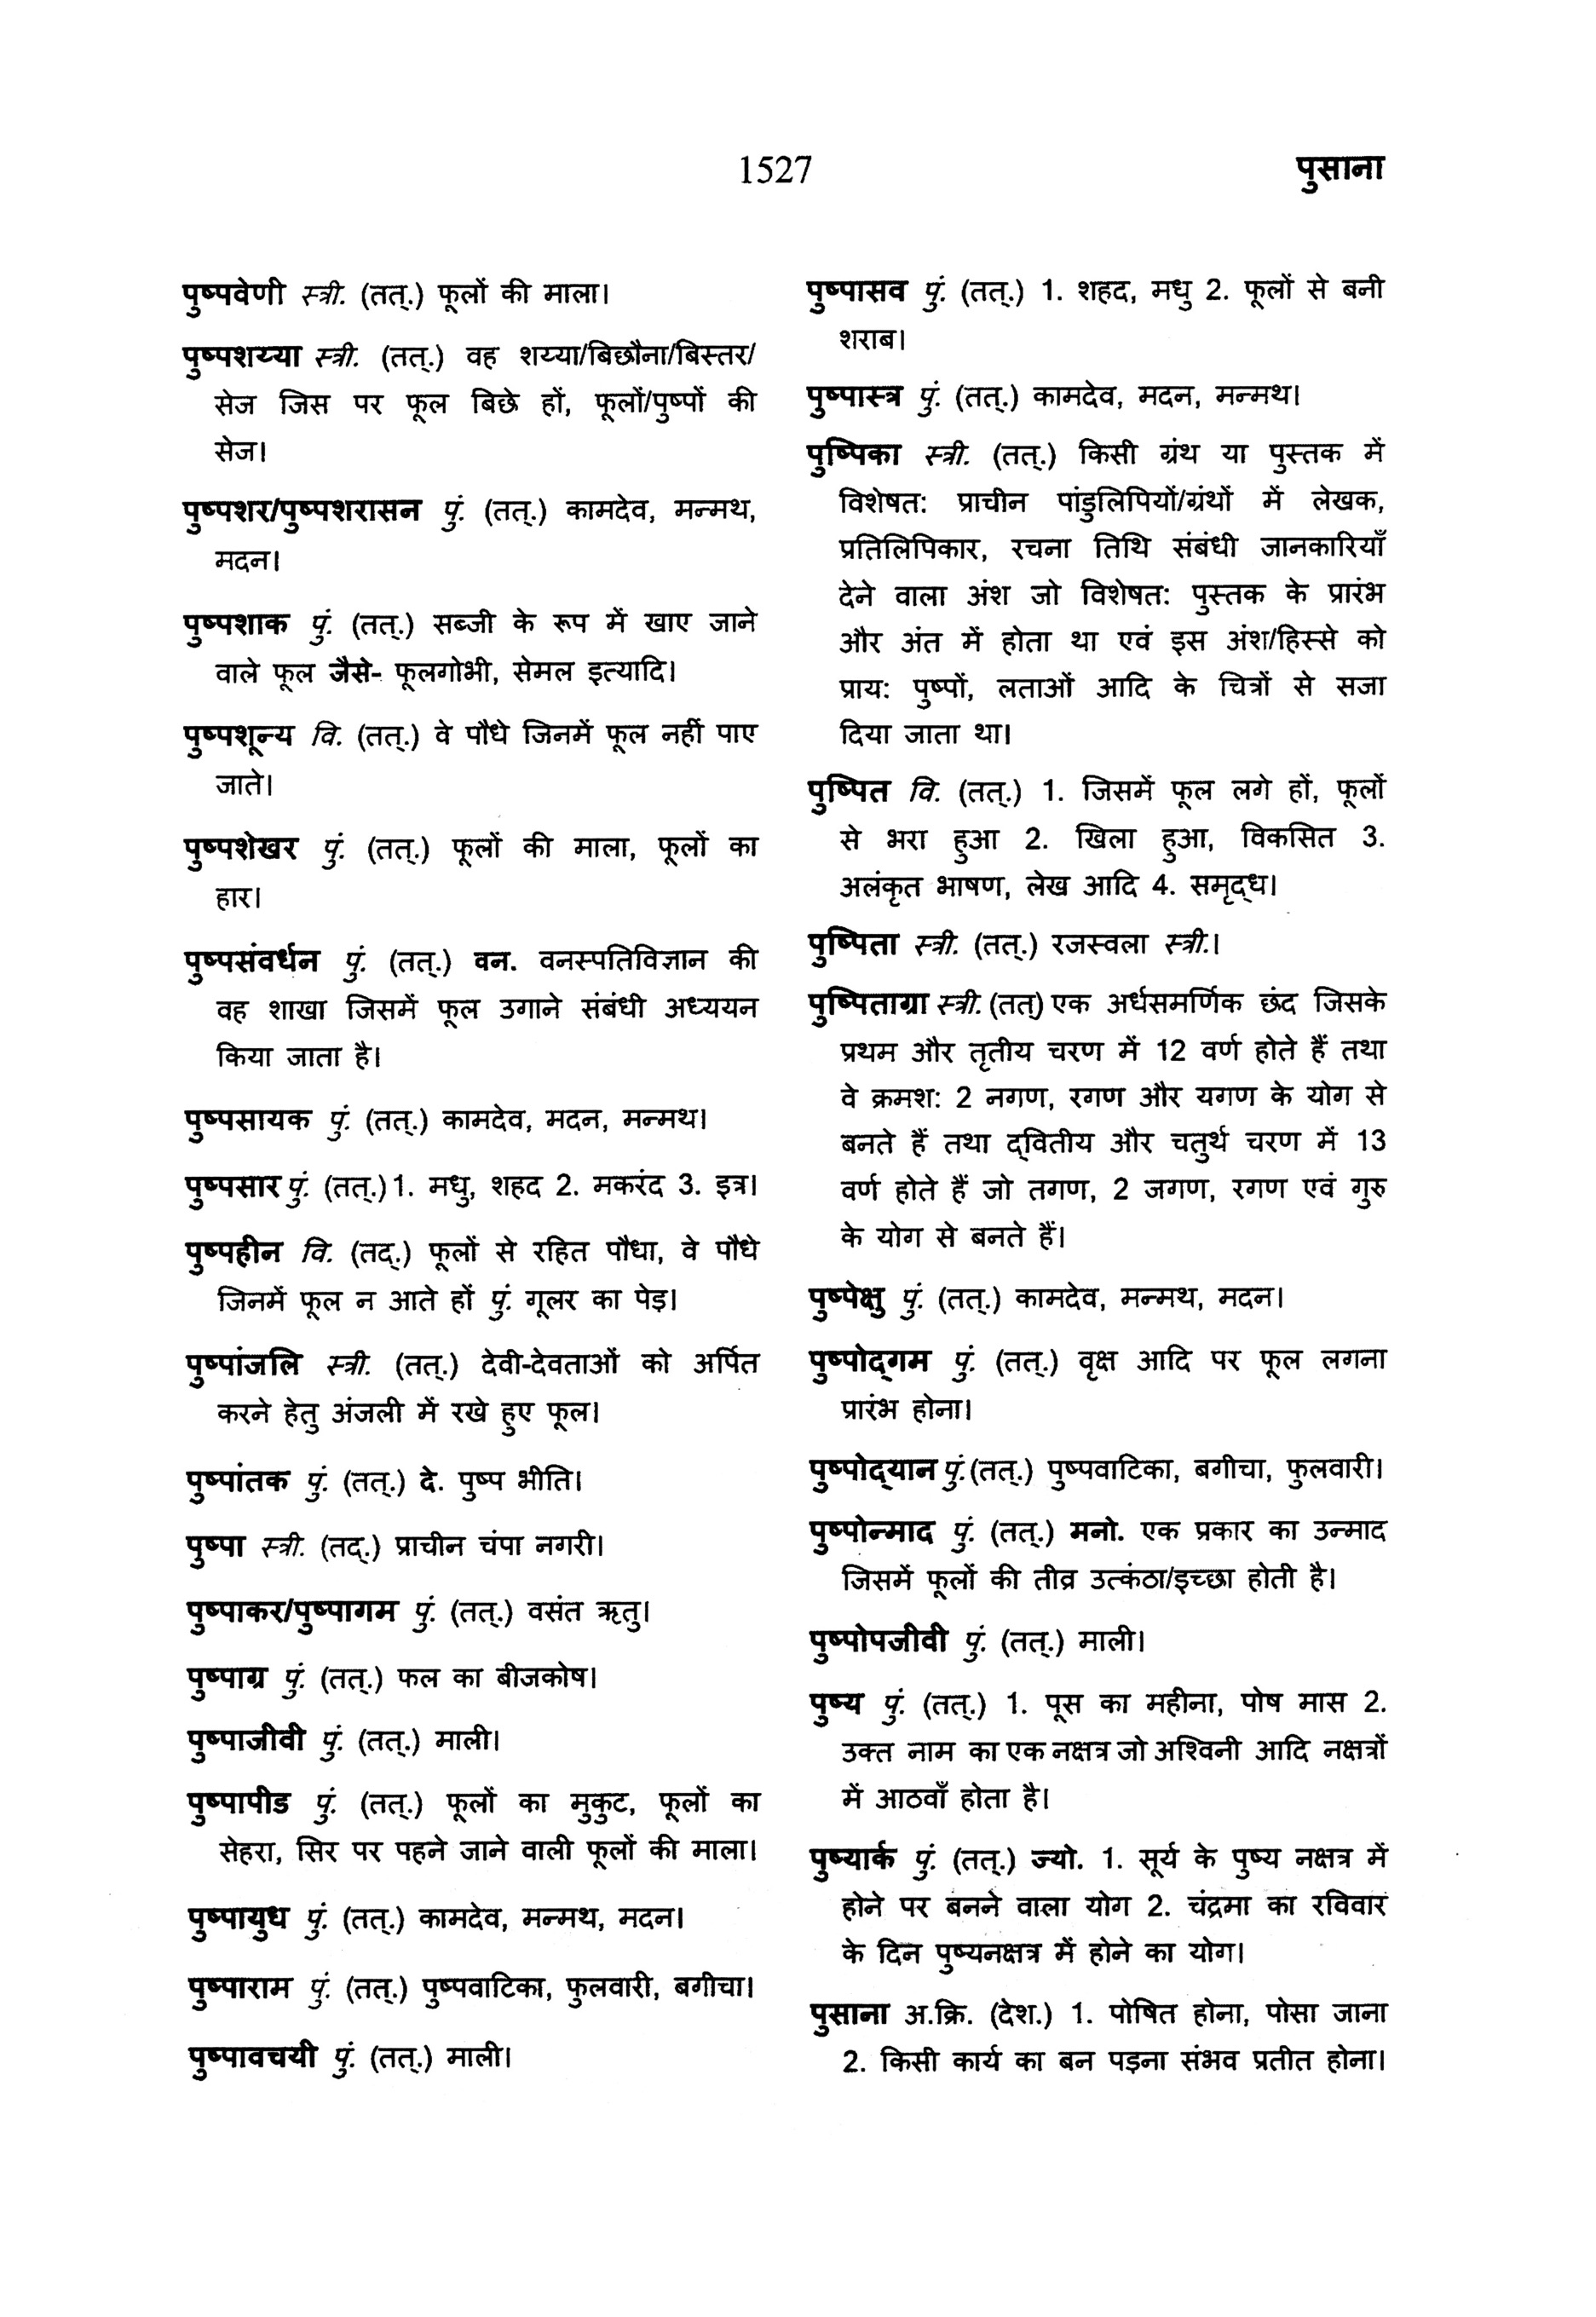 1527
पुसाना
पुष्पवेणी स्त्री. (तत्.) फूलों की माला।
पुष्पशय्या स्त्री. (तत्.) वह शय्या/बिछौना/बिस्तर/
सेज जिस पर फूल बिछे हों, फूलों/पुष्पों की
सेज।
पुष्पशर/पुष्पशरासन पुं. (तत्.) कामदेव, मन्मथ,
मदन।
पुष्पशाक पुं. (तत्.) सब्जी के रूप में खाए जाने
वाले फूल जैसे- फूलगोभी, सेमल इत्यादि।
पुष्पशून्य वि. (तत्.) वे पौधे जिनमें फूल नहीं पाए
जाते।
पुष्पशेखर पुं. (तत्.) फूलों की माला, फूलों का
हार।
पुष्पसंवर्धन पुं. (तत्.) वन. वनस्पतिविज्ञान की
वह शाखा जिसमें फूल उगाने संबंधी अध्ययन
किया जाता है।
पुष्पसायक पुं. (तत्.) कामदेव, मदन, मन्मथ।
पुष्पसार पुं. (तत्.) 1. मधु, शहद 2. मकरंद 3. इत्र।
पुष्पहीन वि. (तद्.) फूलों से रहित पौधा, वे पौधे
जिनमें फूल न आते हों पुं. गूलर का पेड़।
पुष्पांजलि स्त्री. (तत्.) देवी-देवताओं को अर्पित
करने हेतु अंजली में रखे हुए फूल।
पुष्पांतक पुं. (तत्.) दे. पुष्प भीति।
पुष्पा स्त्री. (तद्.) प्राचीन चंपा नगरी।
पुष्पाकर/पुष्पागम पुं. (तत्.) वसंत ऋतु।
पुष्पाग्र पुं. (तत्.) फल का बीजकोष।
पुष्पाजीवी पुं. (तत्.) माली।
पुष्पापीड पुं. (तत्.) फूलों का मुकुट, फूलों का
सेहरा, सिर पर पहने जाने वाली फूलों की माला।
पुष्पायुध पुं. (तत्.) कामदेव, मन्मथ, मदन।
पुष्पाराम पुं. (तत्.) पुष्पवाटिका, फुलवारी, बगीचा।
पुष्पावचयी पुं. (तत्.) माली।
पुष्पासव पुं. (तत्.) 1. शहद, मधु 2. फूलों से बनी
शराब।
पुष्पास्त्र पुं. (तत्.) कामदेव, मदन, मन्मथ।
पुष्पिका स्त्री. (तत्.) किसी ग्रंथ या पुस्तक में
विशेषत: प्राचीन पांडुलिपियों/ग्रंथों में लेखक,
प्रतिलिपिकार, रचना तिथि संबंधी जानकारियाँ
देने वाला अंश जो विशेषत: पुस्तक के प्रारंभ
और अंत में होता था एवं इस अंश/हिस्से को
प्राय: पुष्पों, लताओं आदि के चित्रों से सजा
दिया जाता था।
पुष्पित वि. (तत्.) 1. जिसमें फूल लगे हों, फूलों
से भरा हुआ 2. खिला हुआ, विकसित 3.
अलंकृत भाषण, लेख आदि 4. समृद्ध।
पुष्पिता स्त्री. (तत्.) रजस्वला स्त्री.।
पुष्पिताग्रा स्त्री. (तत्) एक अर्धसमर्णिक छंद जिसके
प्रथम और तृतीय चरण में 12 वर्ण होते हैं तथा
वे क्रमश: 2 नगण, रगण और यगण के योग से
बनते हैं तथा द्वितीय और चतुर्थ चरण में 13
वर्ण होते हैं जो तगण, 2 जगण, रगण एवं गुरु
के योग से बनते हैं।
पुष्पेक्षु पुं. (तत्.) कामदेव, मन्मथ, मदन।
पुष्पोद्गम पुं. (तत्.) वृक्ष आदि पर फूल लगना
प्रारंभ होना।
पुष्पोद्यान पुं. (तत्.) पुष्पवाटिका, बगीचा, फुलवारी।
पुष्पोन्माद पुं. (तत्.) मनो. एक प्रकार का उन्माद
जिसमें फूलों की तीव्र उत्कंठा/इच्छा होती है।
पुष्पोपजीवी पुं. (तत्.) माली।
पुष्य पुं. (तत्.) 1. पूस का महीना, पोष मास 2.
उक्त नाम का एक नक्षत्र जो अश्विनी आदि नक्षत्रों
में आठवाँ होता है।
पुष्यार्क पुं. (तत्.) ज्यो. 1. सूर्य के पुष्य नक्षत्र में
होने पर बनने वाला योग 2. चंद्रमा का रविवार
के दिन पुष्यनक्षत्र में होने का योग।
पुसाना अ.क्रि. (देश.) 1. पोषित होना, पोसा जाना
2. किसी कार्य का बन पड़ना संभव प्रतीत होना।